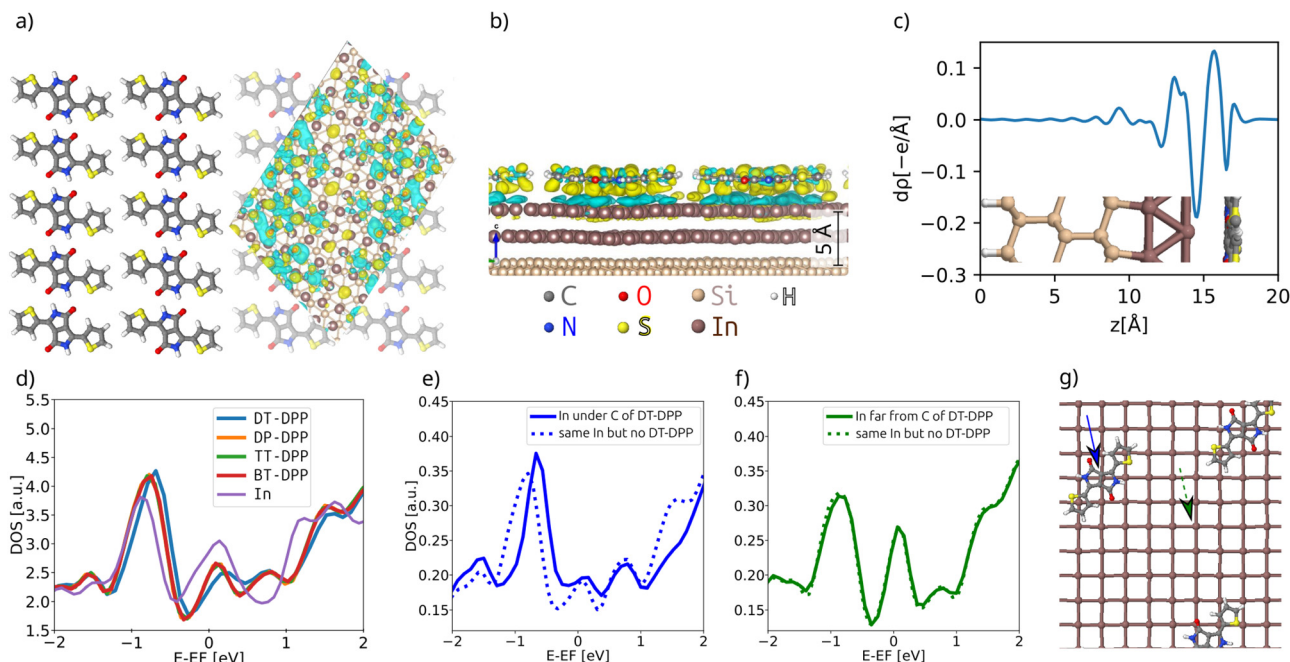 a)
b)
c
5 Å
C
O
Si
H
N
S
In
c)
dρ[−e/Å]
0.1
0.0
−0.1
−0.2
−0.3
0
5
10
15
20
z[Å]
d)
DOS [a.u.]
5.5
5.0
4.5
4.0
3.5
3.0
2.5
2.0
1.5
DT-DPP
DP-DPP
TT-DPP
BT-DPP
In
−2
−1
0
1
2
E-EF [eV]
e)
DOS [a.u.]
0.45
0.40
0.35
0.30
0.25
0.20
0.15
In under C of DT-DPP
same In but no DT-DPP
−2
−1
0
1
2
E-EF [eV]
f)
DOS [a.u.]
0.45
0.40
0.35
0.30
0.25
0.20
0.15
In far from C of DT-DPP
same In but no DT-DPP
−2
−1
0
1
2
E-EF [eV]
g)